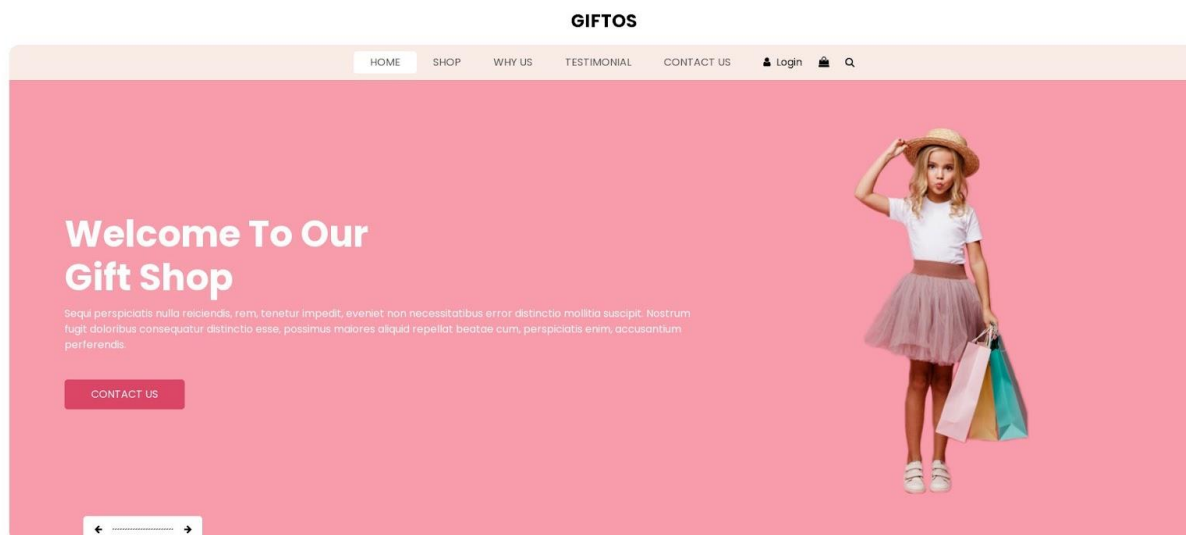 GIFTOS
HOME SHOP WHY US TESTIMONIAL CONTACT US Login
Welcome To Our
Gift Shop
Sequi perspiciatis nulla reiciendis, rem, tenetur impedit, eveniet non necessitatibus error distinctio mollitia suscipit. Nostrum
fugit doloribus consequatur distinctio esse, possimus maiores aliquid repellat beatae cum, perspiciatis enim, accusantium
perferendis.
CONTACT US